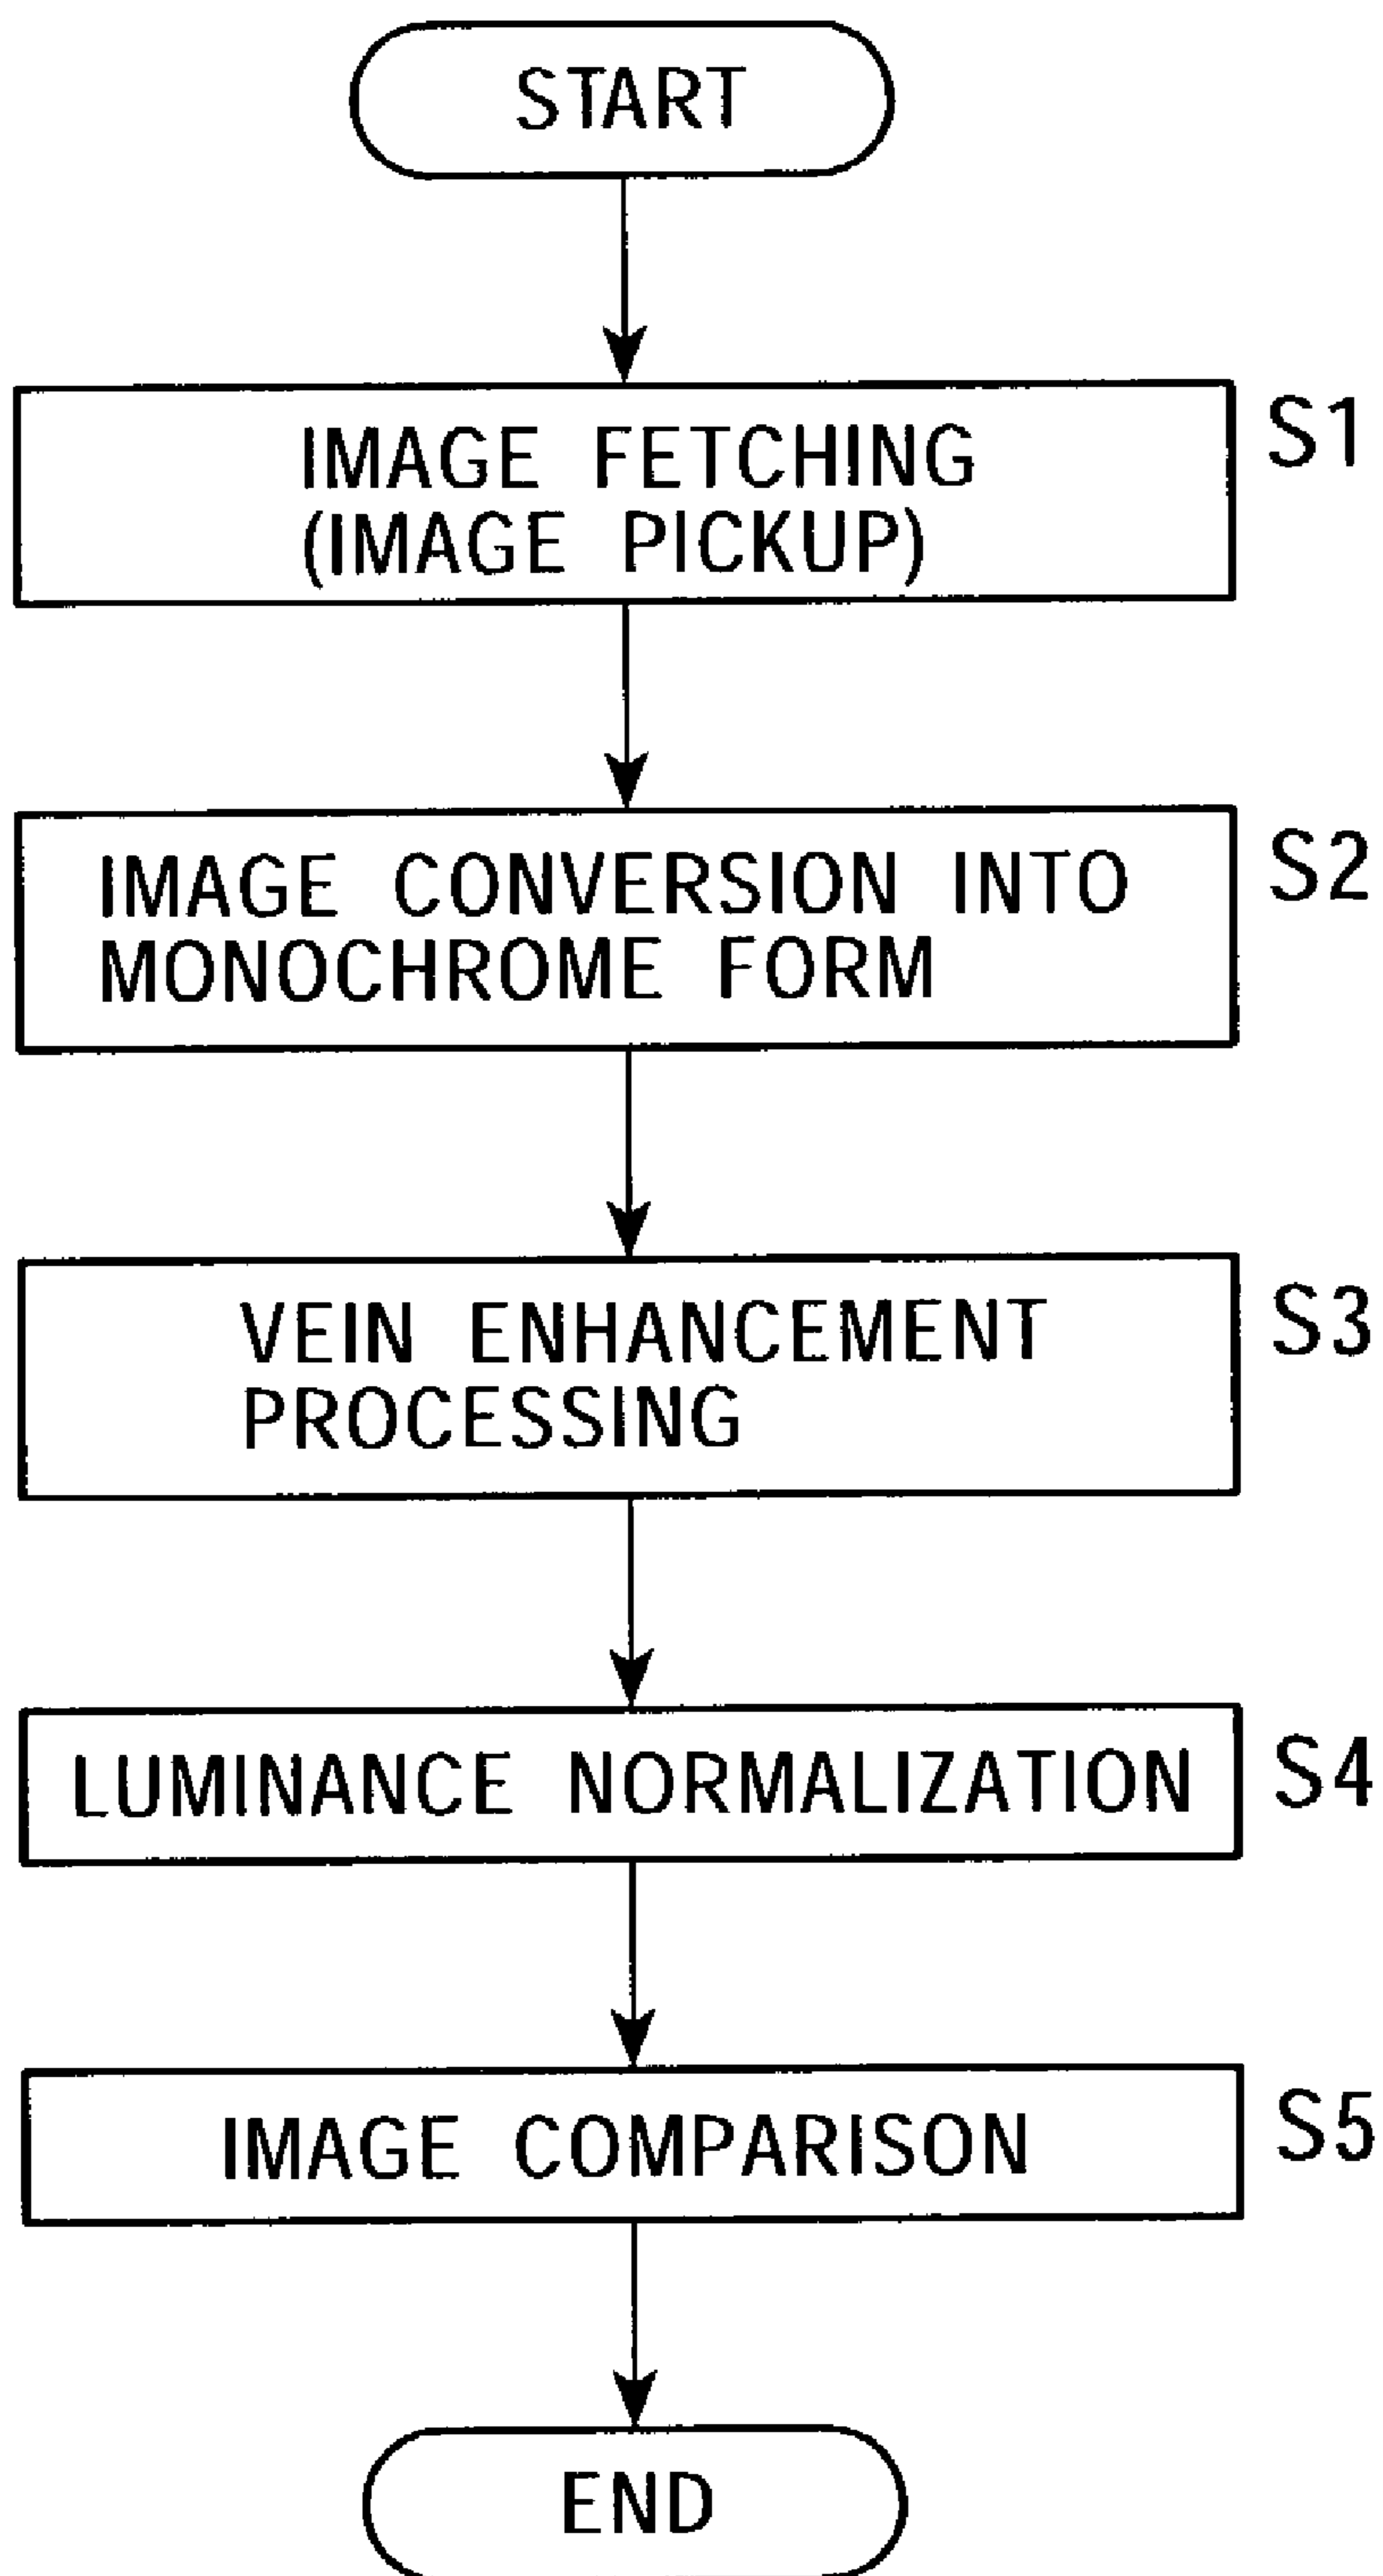 START
IMAGE FETCHING
(IMAGE PICKUP)
S1
IMAGE CONVERSION INTO
MONOCHROME FORM
S2
VEIN ENHANCEMENT
PROCESSING
S3
LUMINANCE NORMALIZATION
S4
IMAGE COMPARISON
S5
END